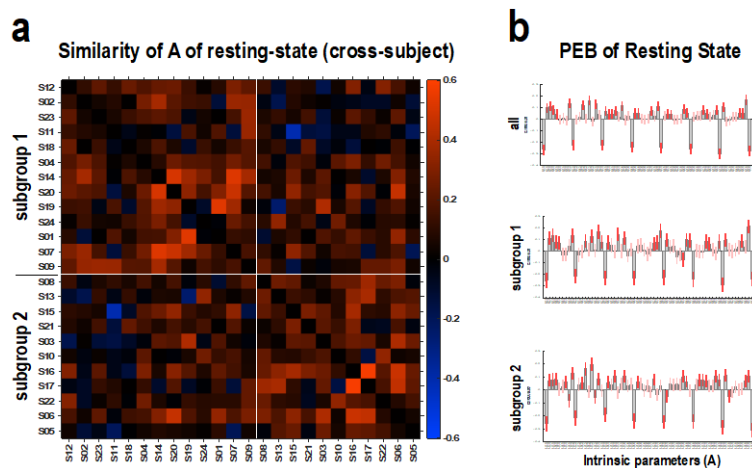 a
b
Similarity of A of resting-state (cross-subject)
PEB of Resting State
subgroup 1
subgroup 2
S12
S02
S23
S11
S18
S04
S14
S20
S19
S24
S01
S07
S09
S08
S13
S15
S21
S03
S10
S16
S17
S22
S06
S05
S12 S02 S23 S11 S18 S04 S14 S20 S19 S24 S01 S07 S09 S08 S13 S15 S21 S03 S10 S16 S17 S22 S06 S05
0.6
0.4
0.2
0
-0.2
-0.4
-0.6
all
subgroup 1
subgroup 2
Intrinsic parameters (A)